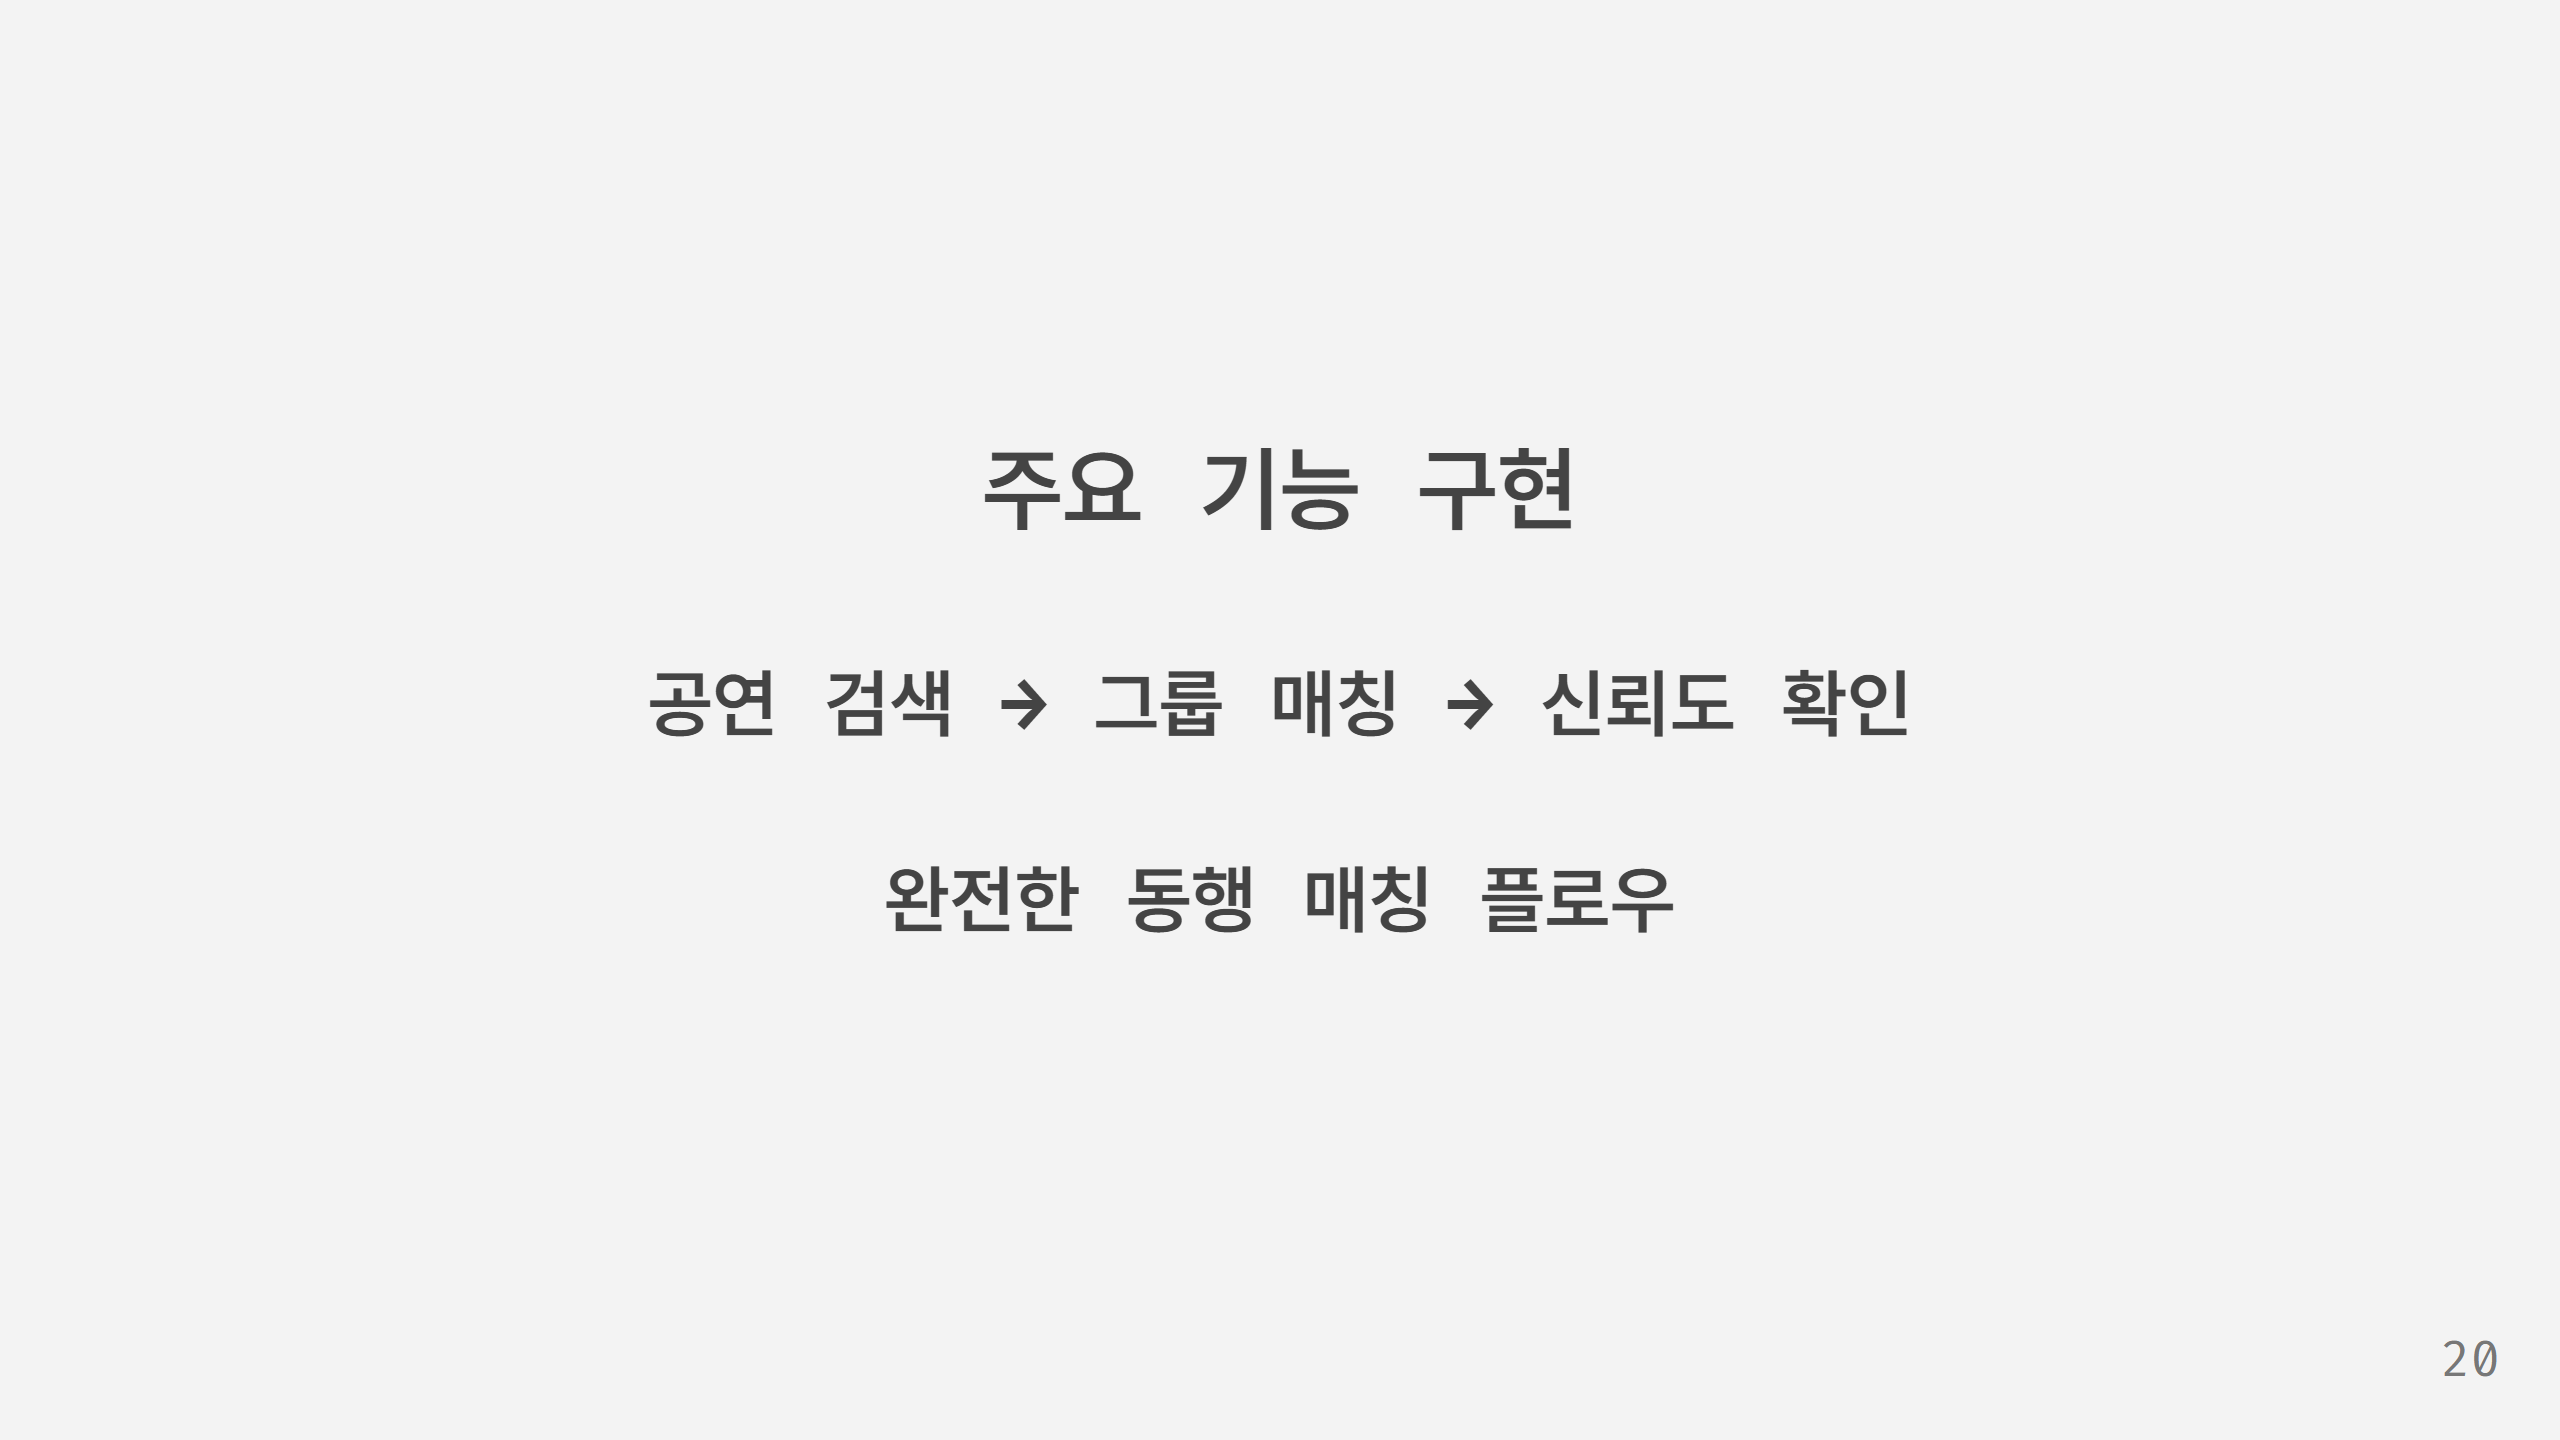 주요 기능 구현
공연 검색 → 그룹 매칭 → 신뢰도 확인
완전한 동행 매칭 플로우
20